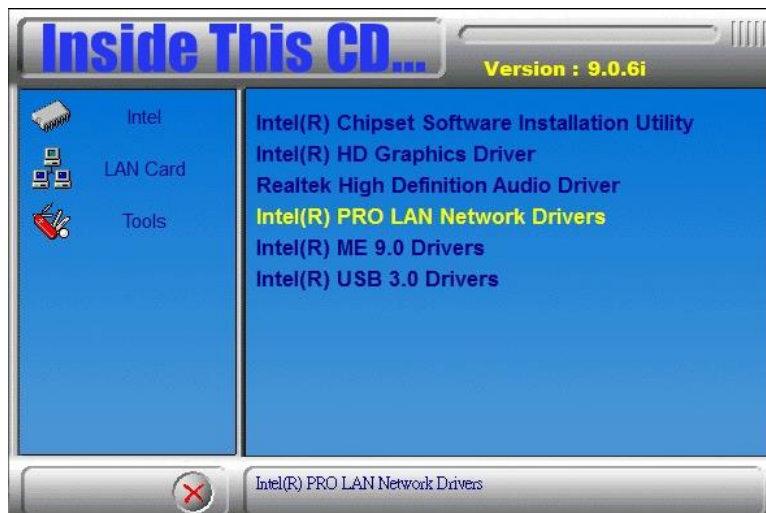 Inside This CD...
Version : 9.0.6i
Intel
LAN Card
Tools
Intel(R) Chipset Software Installation Utility
Intel(R) HD Graphics Driver
Realtek High Definition Audio Driver
Intel(R) PRO LAN Network Drivers
Intel(R) ME 9.0 Drivers
Intel(R) USB 3.0 Drivers
Intel(R) PRO LAN Network Drivers